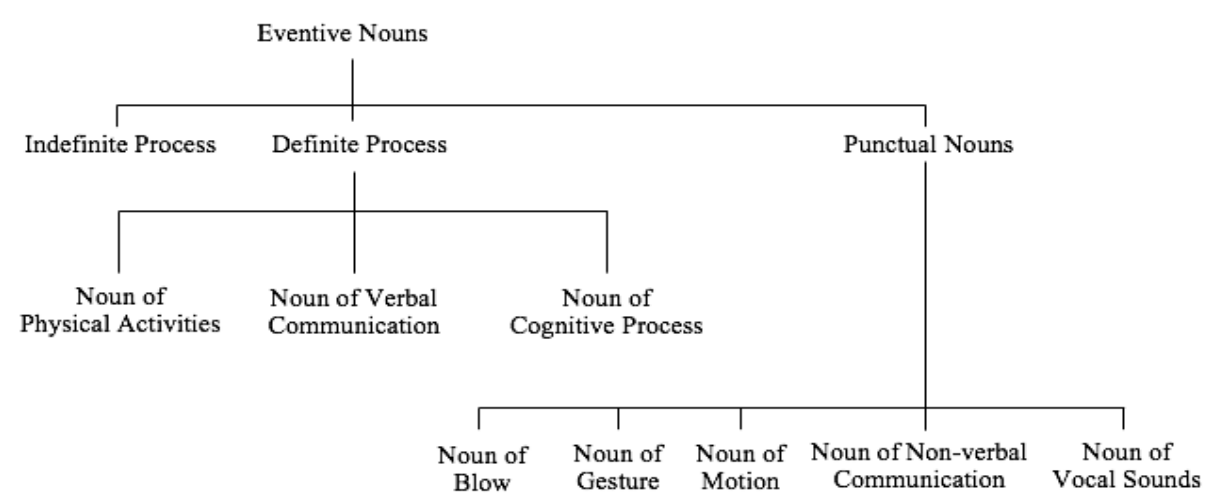 Eventive Nouns
Indefinite Process
Definite Process
Punctual Nouns
Noun of
Physical Activities
Noun of Verbal
Communication
Noun of
Cognitive Process
Noun of
Blow
Noun of
Gesture
Noun of
Motion
Noun of Non-verbal
Communication
Noun of
Vocal Sounds